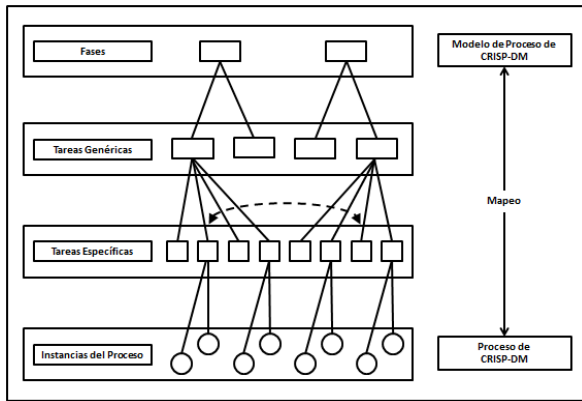 Fases
Modelo de Proceso de
CRISP-DM
Tareas Genéricas
Mapeo
Tareas Específicas
Instancias del Proceso
Proceso de
CRISP-DM